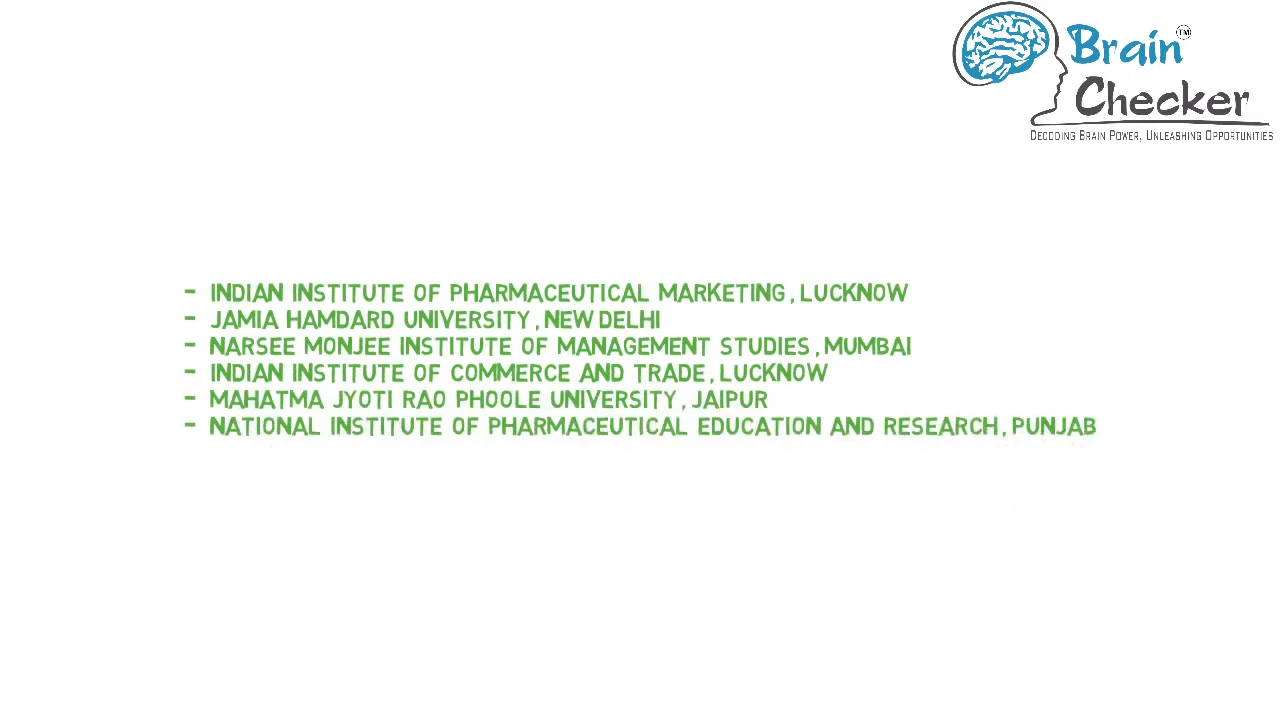 Brain™
Checker
Decoding Brain Power, Unleashing Opportunities
- INDIAN INSTITUTE OF PHARMACEUTICAL MARKETING, LUCKNOW
- JAMIA HAMDARD UNIVERSITY, NEW DELHI
- NARSEE MONJEE INSTITUTE OF MANAGEMENT STUDIES, MUMBAI
- INDIAN INSTITUTE OF COMMERCE AND TRADE, LUCKNOW
- MAHATMA JYOTI RAO PHOOLE UNIVERSITY, JAIPUR
- NATIONAL INSTITUTE OF PHARMACEUTICAL EDUCATION AND RESEARCH, PUNJAB